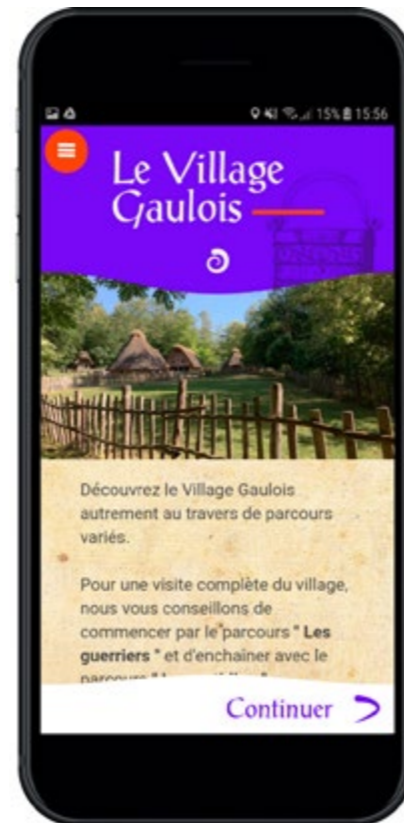 15% 15:56
Le Village
Gaulois
Découvrez le Village Gaulois
autrement au travers de parcours
variés.
Pour une visite complète du village,
nous vous conseillons de
commencer par le parcours " Les
guerriers " et d'enchainer avec le
parcours "
Continuer